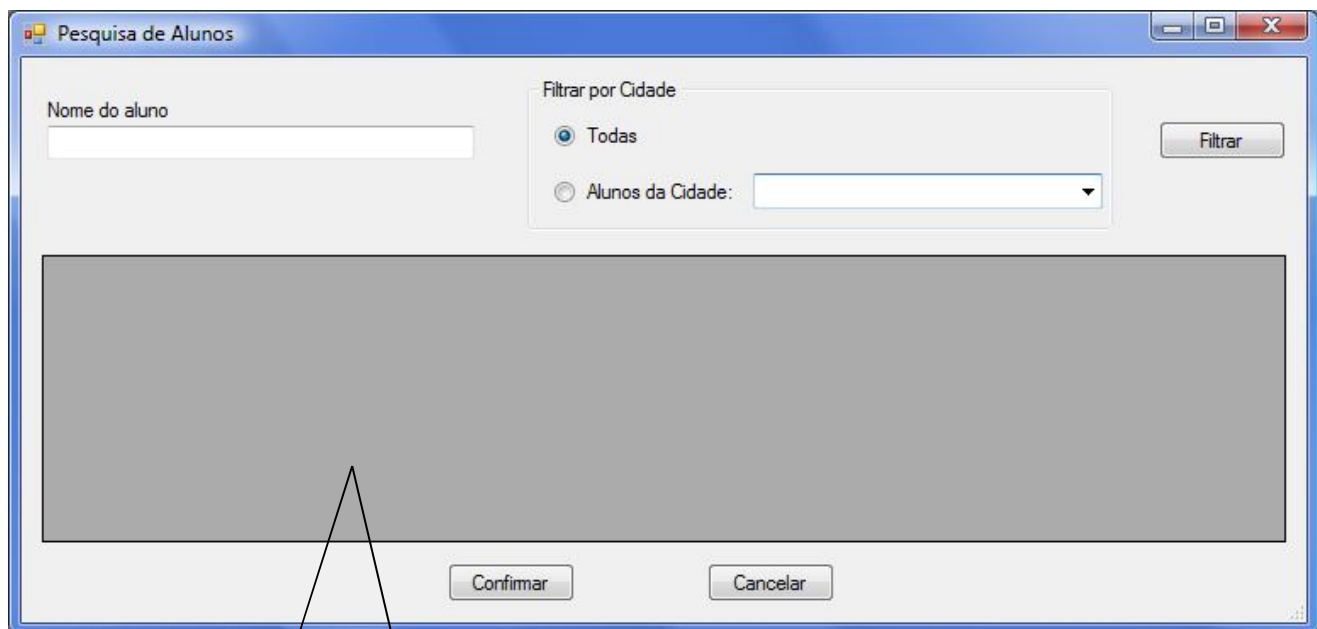 Pesquisa de Alunos
Nome do aluno
Filtrar por Cidade
Todas
Filtrar
Alunos da Cidade:
Confirmar
Cancelar